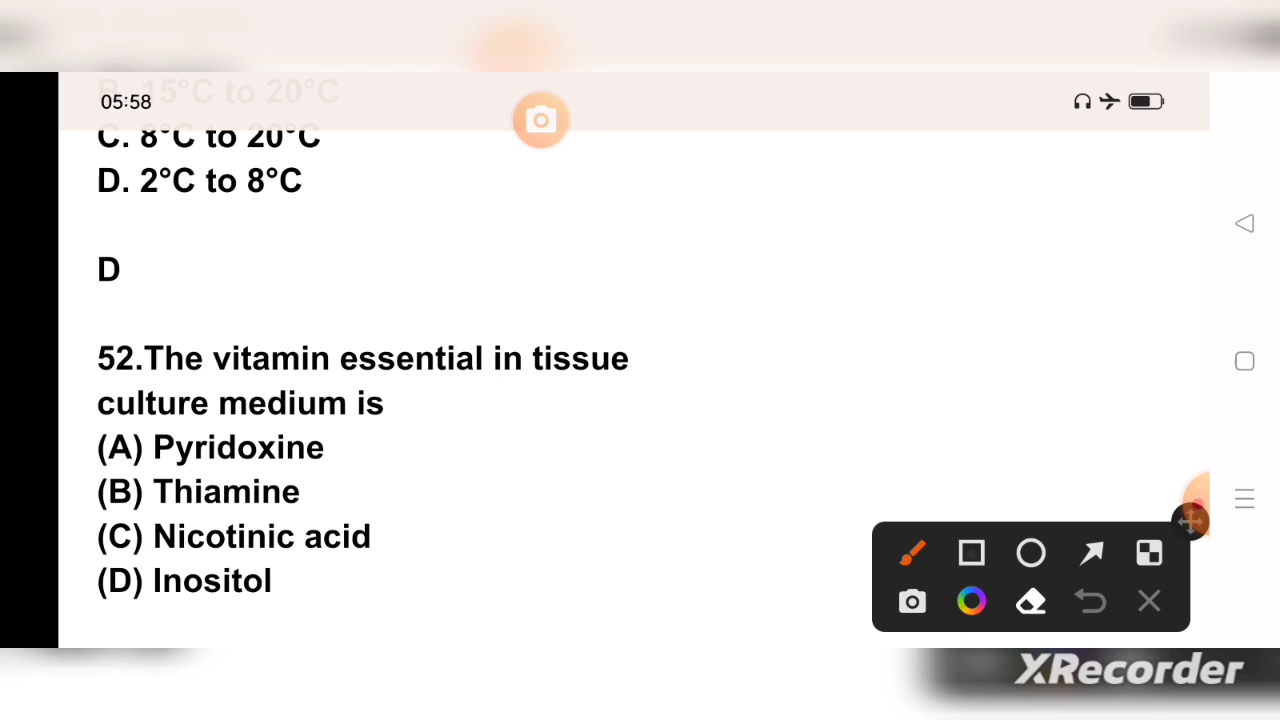 B. 15°C to 20°C
05:58
C. 8°C to 20°C
D. 2°C to 8°C
D
52.The vitamin essential in tissue
culture medium is
(A) Pyridoxine
(B) Thiamine
(C) Nicotinic acid
(D) Inositol
XRecorder